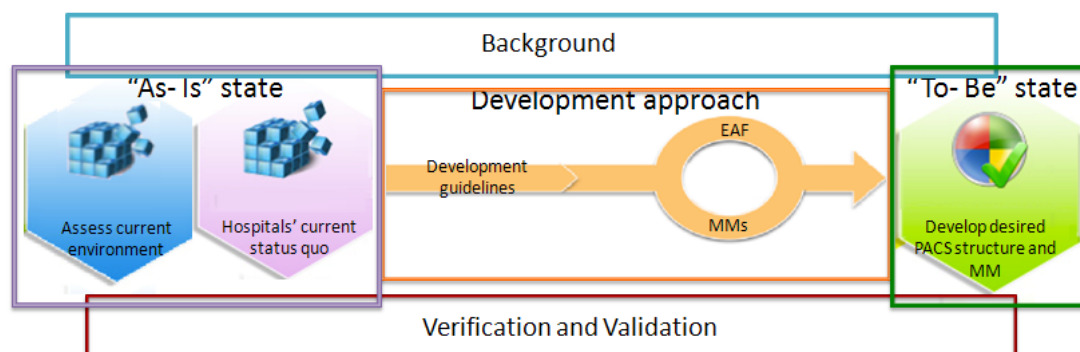 Background
“As- Is” state
Assess current
environment
Hospitals’ current
status quo
Development approach
Development
guidelines
EAF
MMs
“To- Be” state
Develop desired
PACS structure and
MM
Verification and Validation